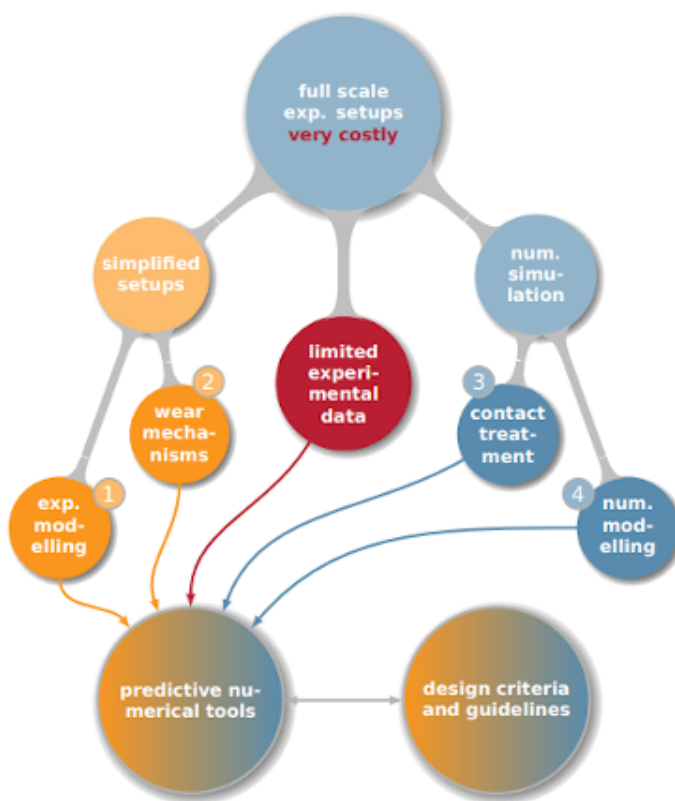 full scale
exp. setups
very costly
simplified
setups
num.
simu-
lation
limited
experi-
mental
data
2
wear
mecha-
nisms
3
contact
treat-
ment
1
exp.
mod-
elling
4
num.
mod-
elling
predictive nu-
merical tools
design criteria
and guidelines